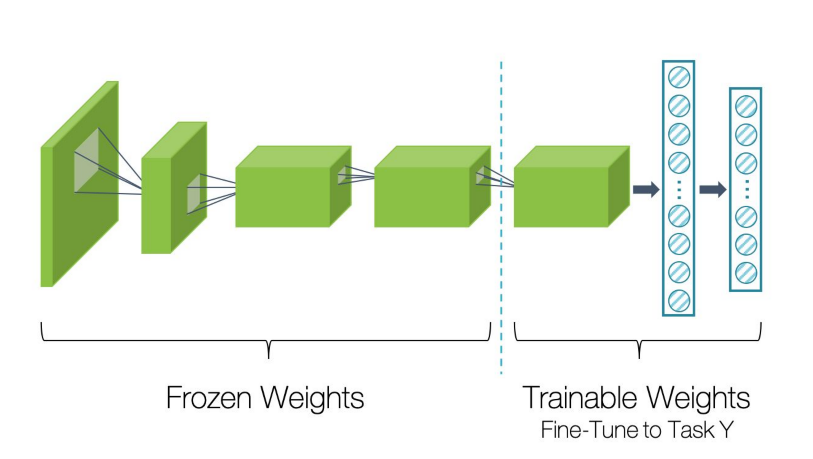 Frozen Weights
Trainable Weights
Fine-Tune to Task Y